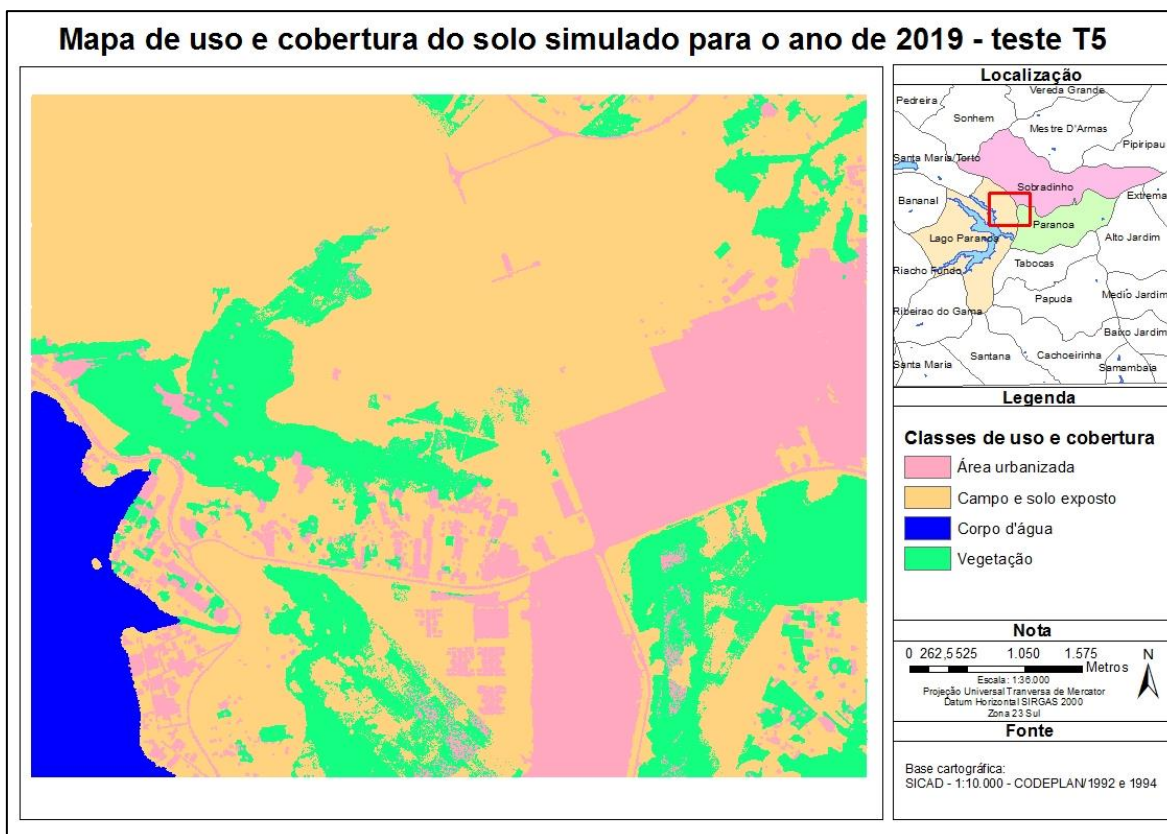 Mapa de uso e cobertura do solo simulado para o ano de 2019 - teste T5
Localização
Vereda Grande
Pedreira
Sonhem
Mestre D'Armas
Pipiripau
Santa Maria/Torto
Sobradinho
Extrema
Bananal
Paranoa
Lago Paranoa
Alto Jardim
Tabocas
Riacho Fundo
Papuda
Medio Jardim
Ribeirao do Gama
Baixo Jardim
Santana
Cachoeirinha
Santa Maria
Samambaia
Legenda
Classes de uso e cobertura
Área urbanizada
Campo e solo exposto
Corpo d'água
Vegetação
Nota
0 262,5 525 1.050 1.575
Metros
N
Escala: 1:36.000
Projeção Universal Tranversa de Mercator
Datum Horizontal SIRGAS 2000
Zona 23 Sul
Fonte
Base cartográfica:
SICAD - 1:10.000 - CODEPLAN/1992 e 1994